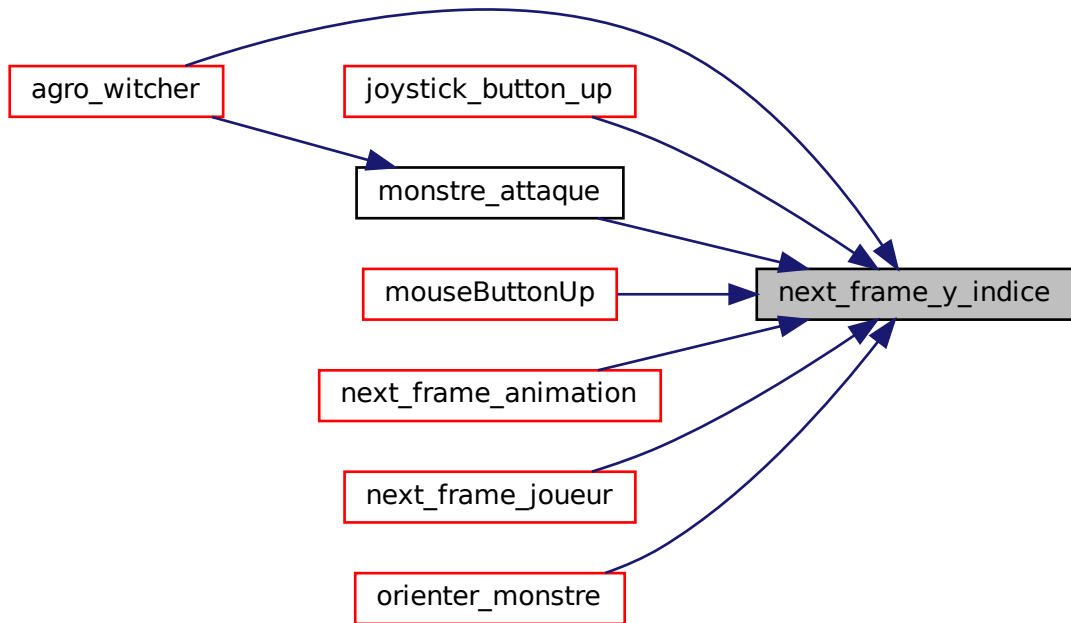 agro_witcher
joystick_button_up
monstre_attaque
mouseButtonUp
next_frame_y_indice
next_frame_animation
next_frame_joueur
orienter_monstre